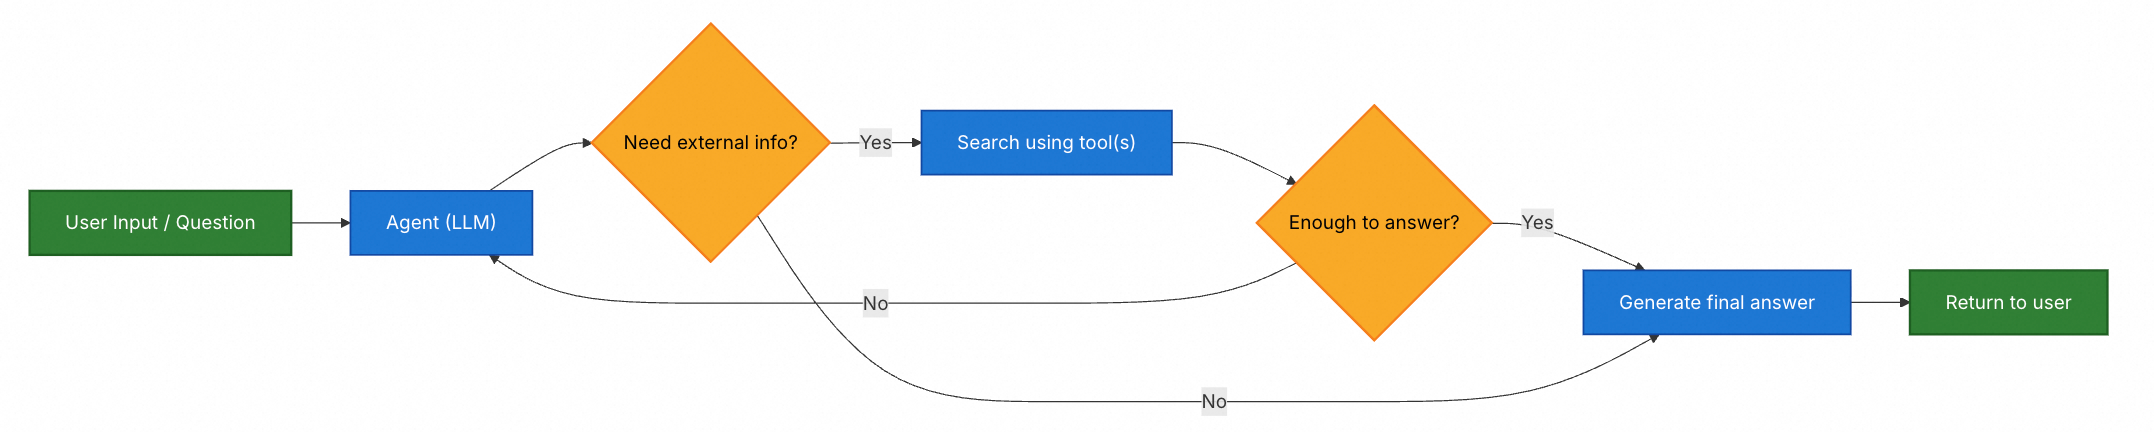 User Input / Question
Agent (LLM)
Need external info?
Yes
Search using tool(s)
Enough to answer?
Yes
No
Generate final answer
Return to user
No